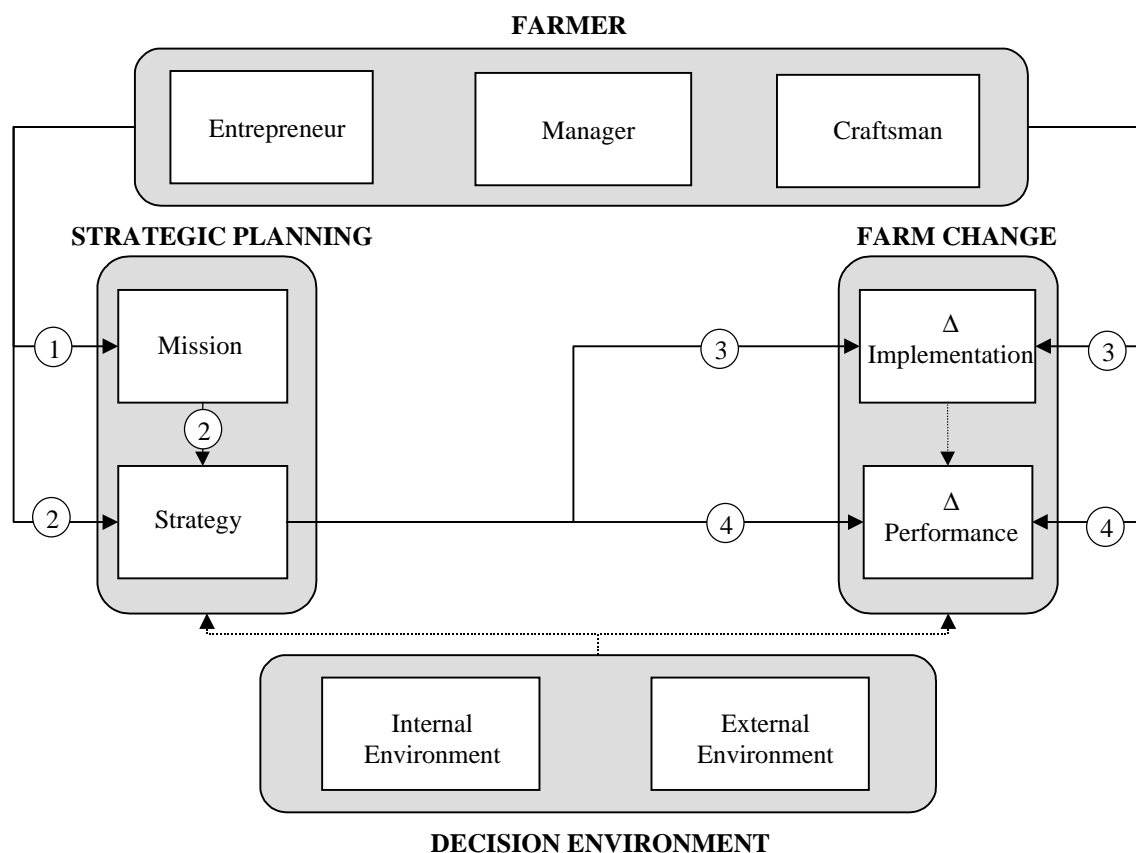 FARMER
Entrepreneur
Manager
Craftsman
STRATEGIC PLANNING
FARM CHANGE
1
Mission
2
2
Strategy
3
Δ
Implementation
3
4
Δ
Performance
4
Internal
Environment
External
Environment
DECISION ENVIRONMENT